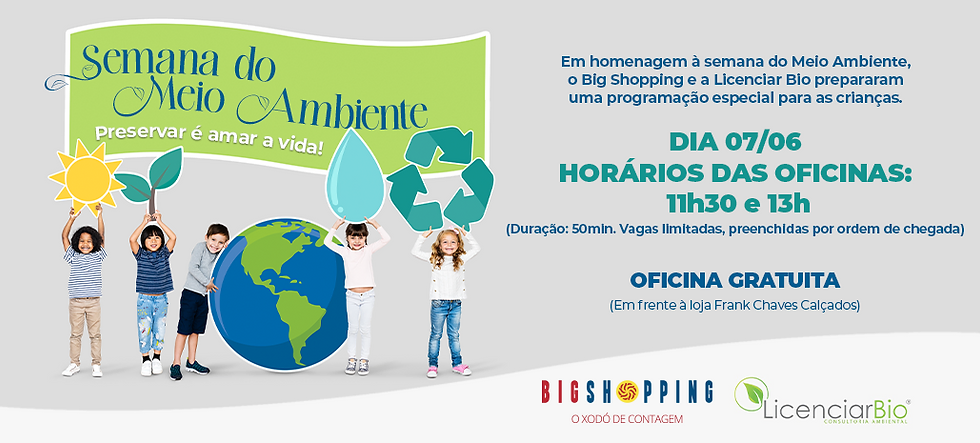 Semana do
Meio Ambiente
Preservar é amar a vida!
Em homenagem à semana do Meio Ambiente,
o Big Shopping e a Licenciar Bio prepararam
uma programação especial para as crianças.
DIA 07/06
HORÁRIOS DAS OFICINAS:
11h30 e 13h
(Duração: 50min. Vagas limitadas, preenchidas por ordem de chegada)
OFICINA GRATUITA
(Em frente à loja Frank Chaves Calçados)
BIGSHOPPING
O XODÓ DE CONTAGEM
LicenciarBio®
CONSULTORIA AMBIENTAL